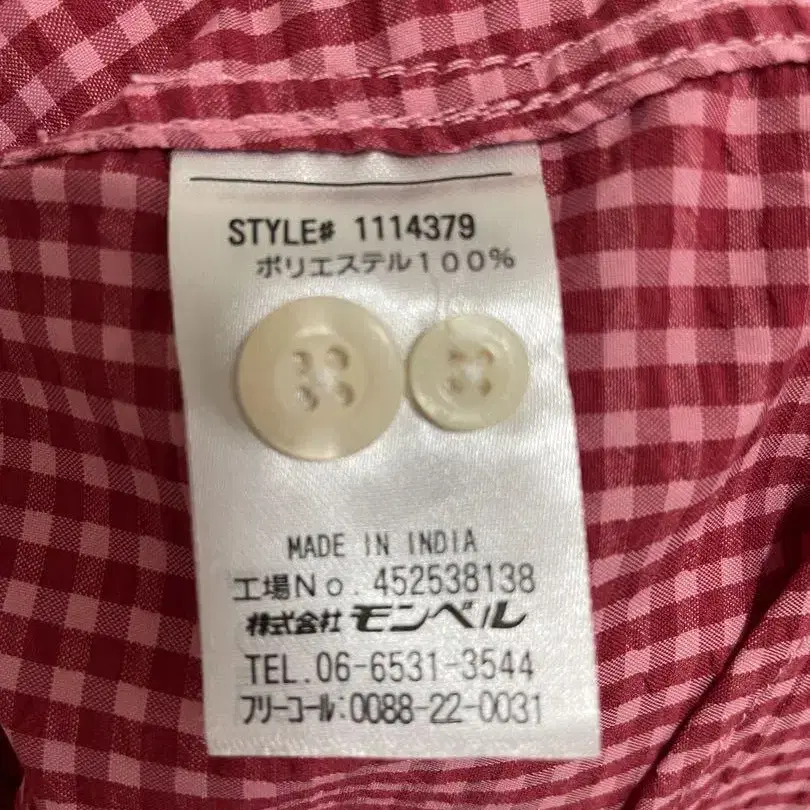 STYLE# 1114379
ポリエステル100%
MADE IN INDIA
工場No. 452538138
株式会社 モンベル
TEL.06-6531-3544
フリーコール:0088-22-0031